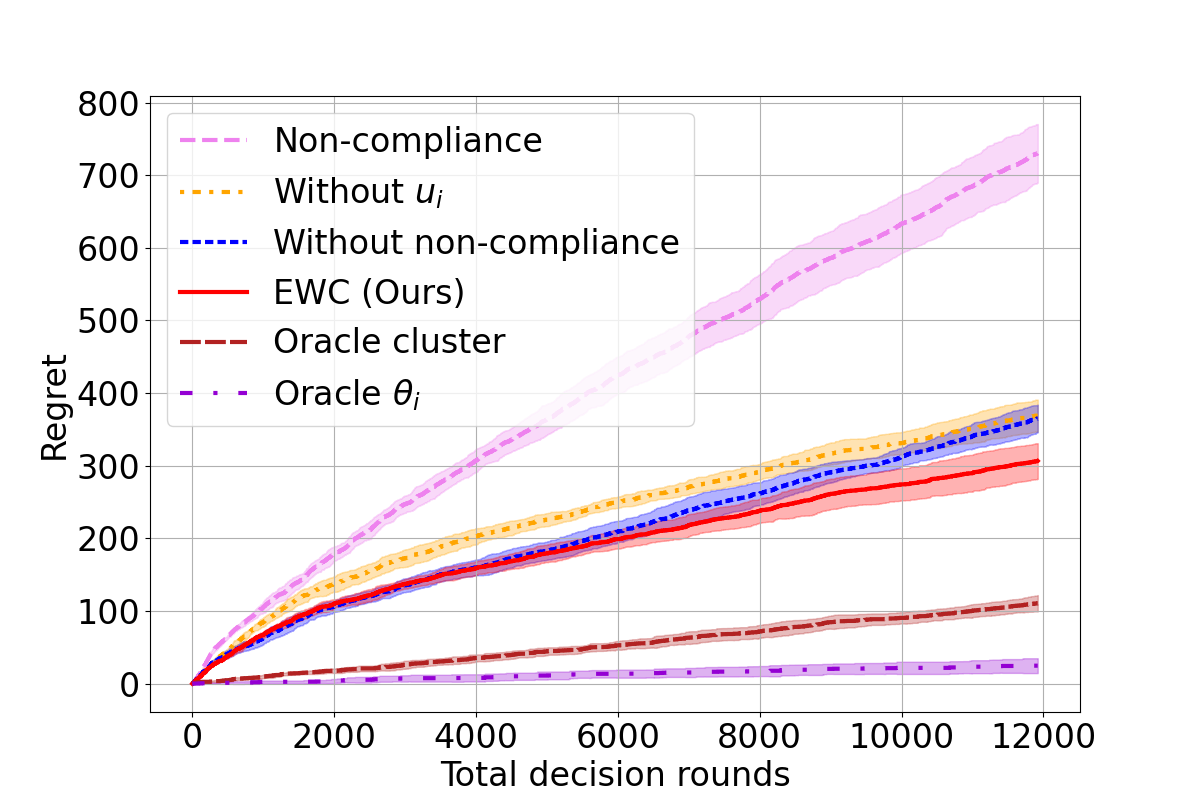 800
700
600
500
400
300
200
100
0
Regret
Non-compliance
Without u_i
Without non-compliance
EWC (Ours)
Oracle cluster
Oracle θ_i
0 2000 4000 6000 8000 10000 12000
Total decision rounds